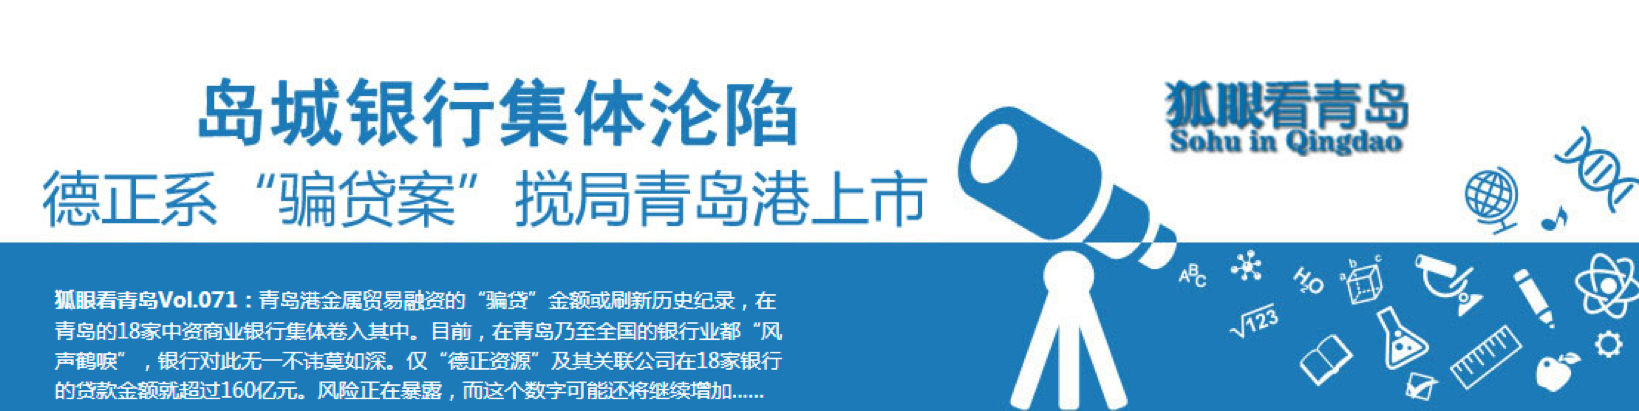 岛城银行集体沦陷
德正系“骗贷案”搅局青岛港上市
狐眼看青岛
Sohu in Qingdao
狐眼看青岛Vol.071：青岛港金属贸易融资的“骗贷”金额或刷新历史纪录，在
青岛的18家中资商业银行集体卷入其中。目前，在青岛乃至全国的银行业都“风
声鹤唳”，银行对此无一不讳莫如深。仅“德正资源”及其关联公司在18家银行
的贷款金额就超过160亿元。风险正在暴露，而这个数字可能还将继续增加......
ABC
H₂O
a b c
√123